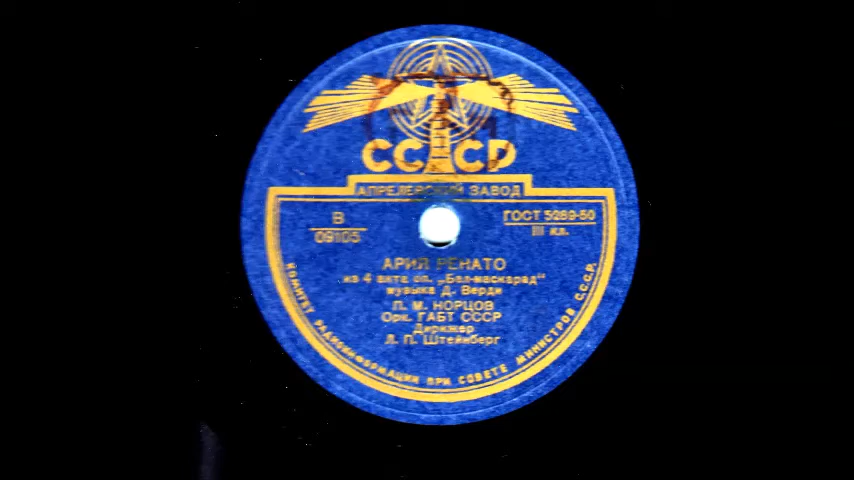 СССР
АПРЕЛЕВСКИЙ ЗАВОД
В
09105
ГОСТ 5289-50
III кл.
АРИЯ РЕНАТО
из 4 акта оп. „Бал-маскарад"
музыка Д. Верди
П. М. НОРЦОВ
Орк. ГАБТ СССР
Дирижер
Л. П. Штейнберг
КОМИТЕТ РАДИОИНФОРМАЦИИ ПРИ СОВЕТЕ МИНИСТРОВ СССР.